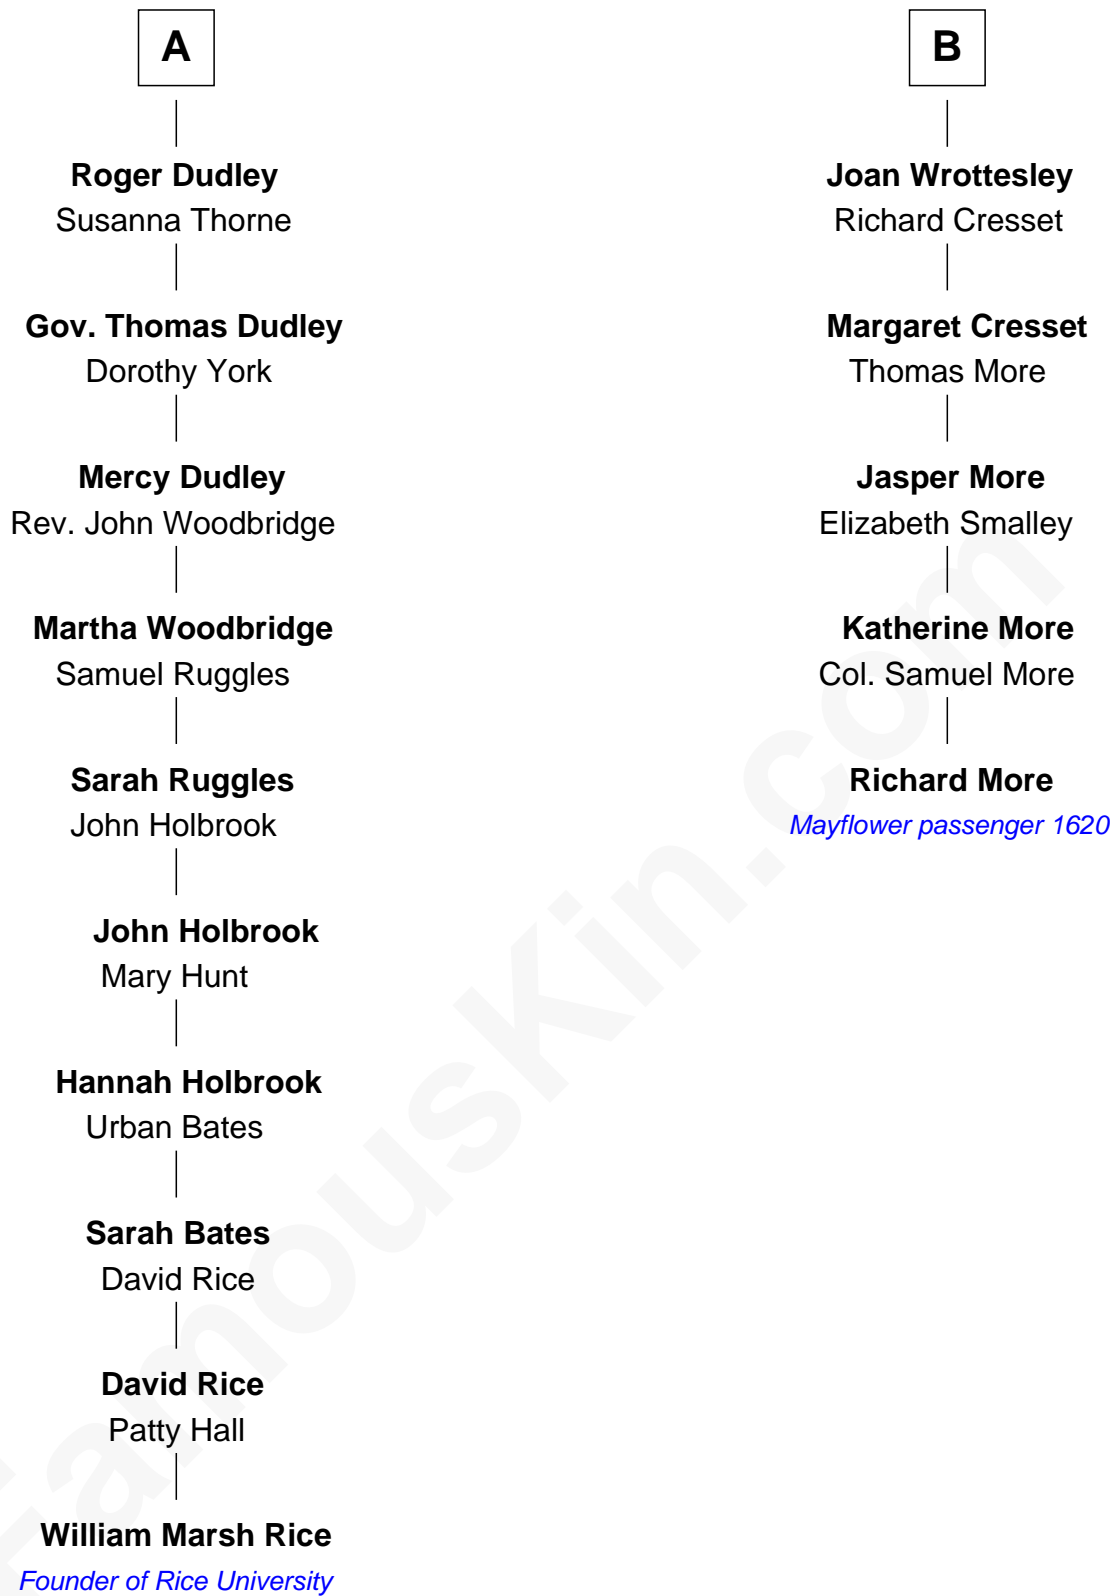 A
Roger Dudley
Susanna Thorne
Gov. Thomas Dudley
Dorothy York
Mercy Dudley
Rev. John Woodbridge
Martha Woodbridge
Samuel Ruggles
Sarah Ruggles
John Holbrook
John Holbrook
Mary Hunt
Hannah Holbrook
Urban Bates
Sarah Bates
David Rice
David Rice
Patty Hall
William Marsh Rice
Founder of Rice University
B
Joan Wrottesley
Richard Cresset
Margaret Cresset
Thomas More
Jasper More
Elizabeth Smalley
Katherine More
Col. Samuel More
Richard More
Mayflower passenger 1620
FamousKin.com